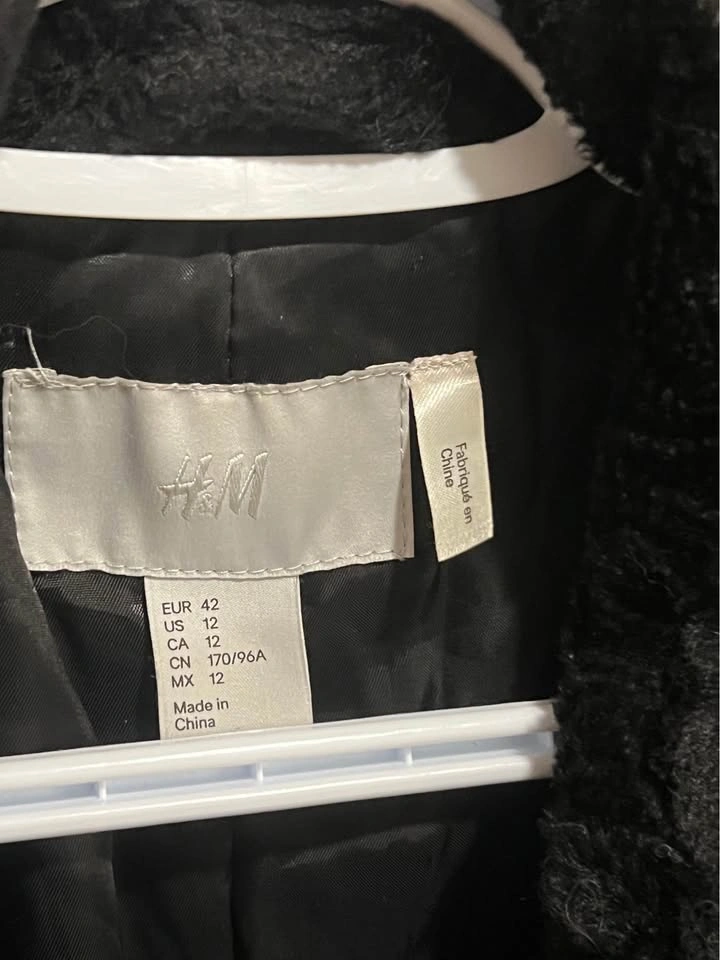 H&M
Fabriqué en
Chine
EUR 42
US 12
CA 12
CN 170/96A
MX 12
Made in
China